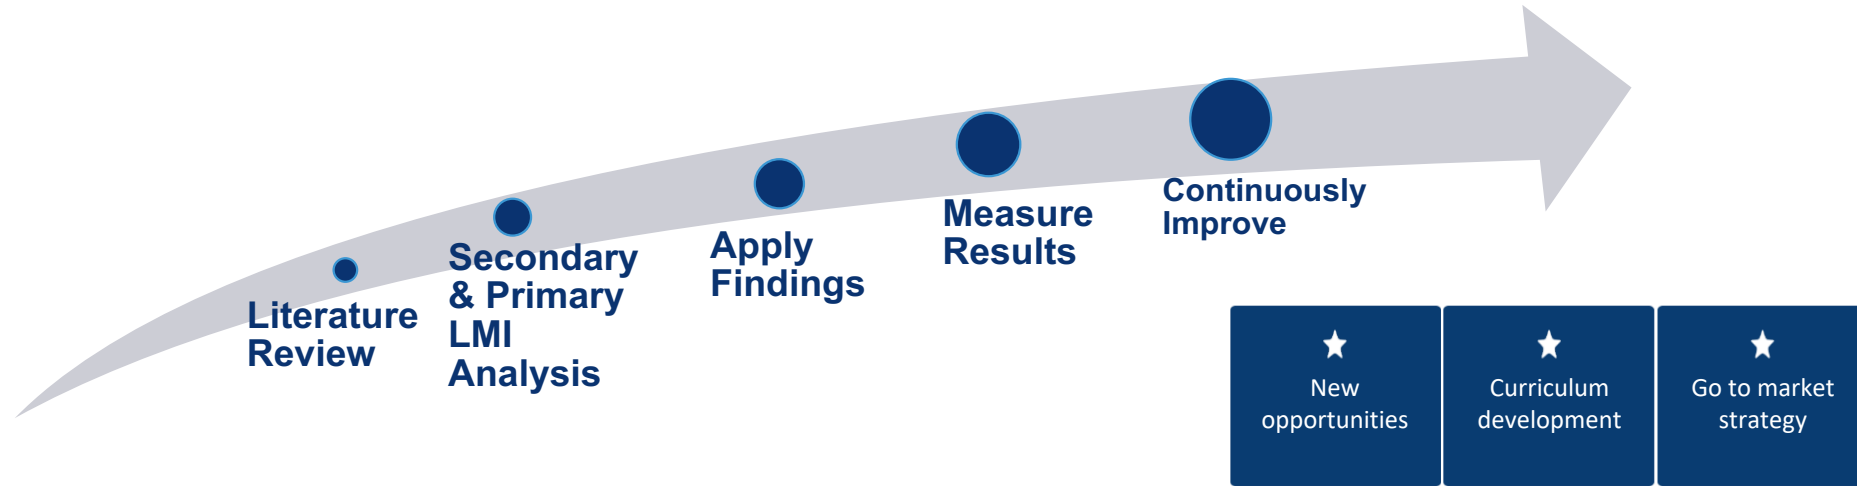 Literature
Review
Secondary
& Primary
LMI
Analysis
Apply
Findings
Measure
Results
Continuously
Improve
New
opportunities
Curriculum
development
Go to market
strategy